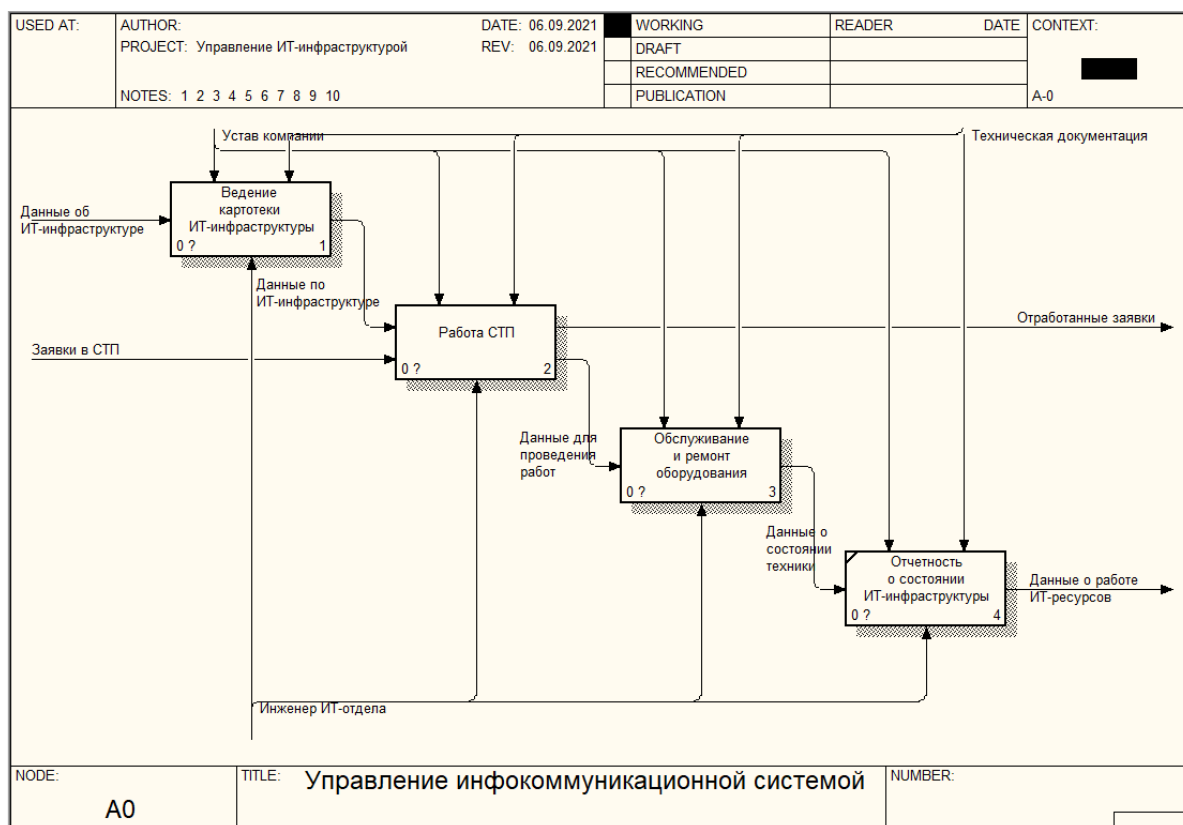 USED AT:
AUTHOR:
DATE: 06.09.2021
PROJECT: Управление ИТ-инфраструктурой
REV: 06.09.2021
NOTES: 1 2 3 4 5 6 7 8 9 10
WORKING
DRAFT
RECOMMENDED
PUBLICATION
READER
DATE
CONTEXT:
A-0
Устав компании
Техническая документация
Данные об
ИТ-инфраструктуре
Ведение
картотеки
ИТ-инфраструктуры
0 ?
1
Данные по
ИТ-инфраструктуре
Заявки в СТП
Работа СТП
0 ?
2
Отработанные заявки
Данные для
проведения
работ
Обслуживание
и ремонт
оборудования
0 ?
3
Данные о
состоянии
техники
Отчетность
о состоянии
ИТ-инфраструктуры
0 ?
4
Данные о работе
ИТ-ресурсов
Инженер ИТ-отдела
NODE:
A0
TITLE:
Управление инфокоммуникационной системой
NUMBER: